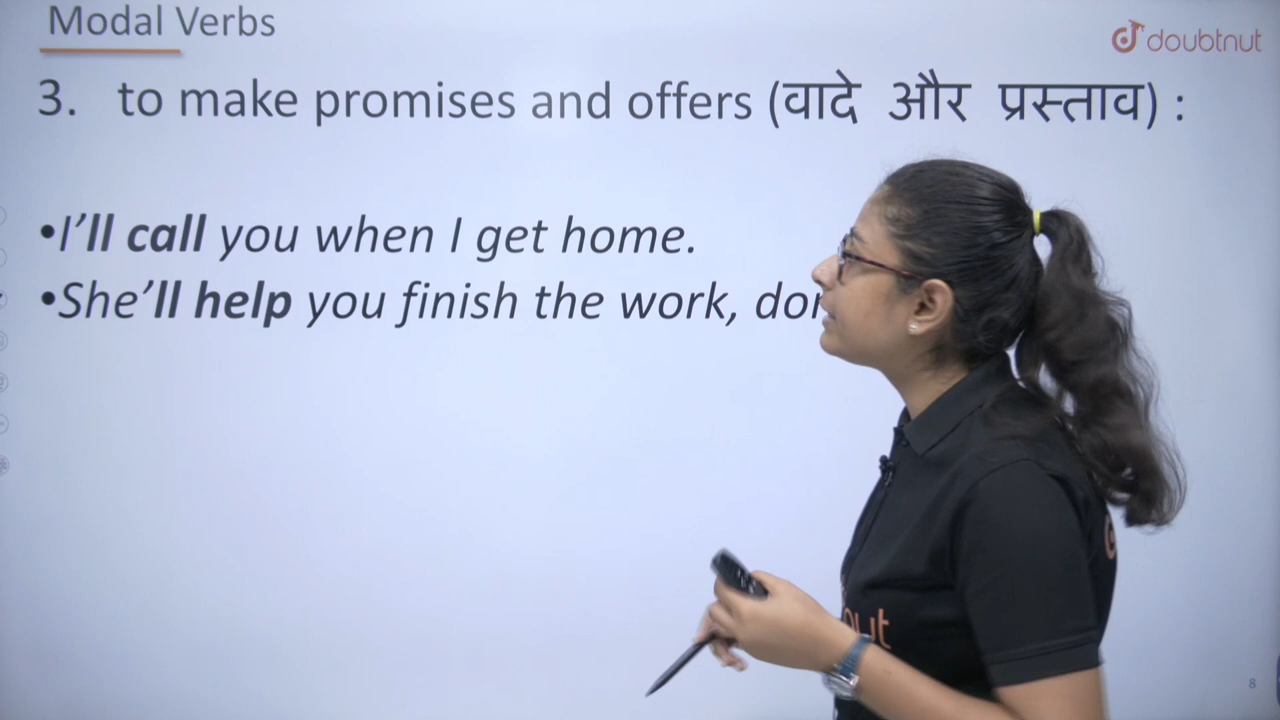 Modal Verbs
doubtnut
3. to make promises and offers (वादे और प्रस्ताव) :
•I'll call you when I get home.
•She'll help you finish the work,
8